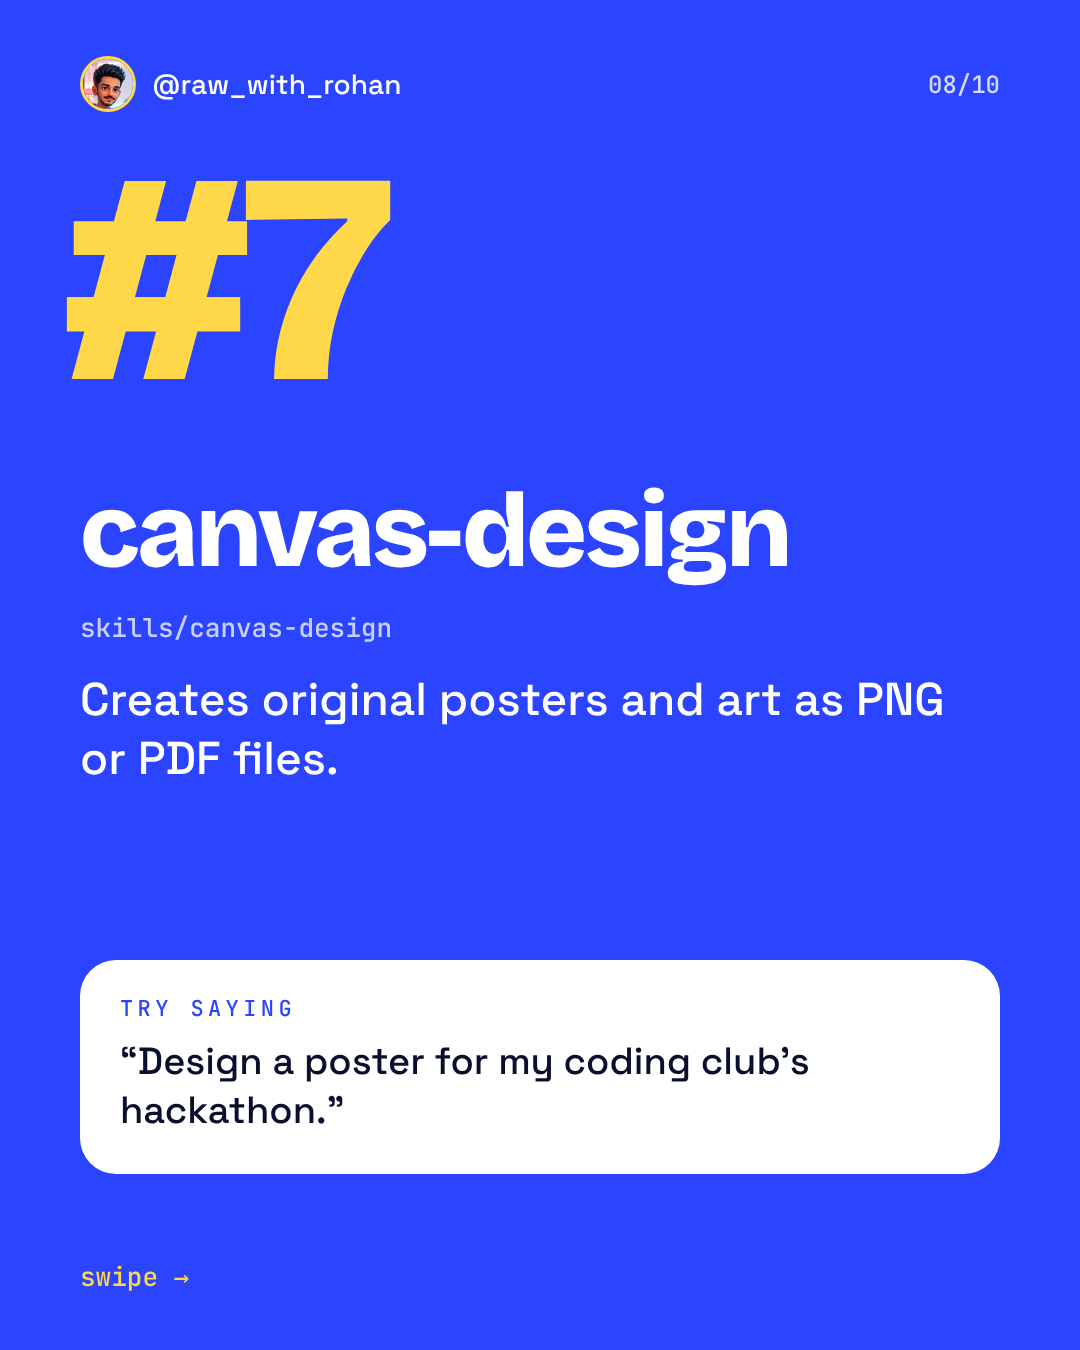 @raw_with_rohan
08/10
#7
canvas-design
skills/canvas-design
Creates original posters and art as PNG
or PDF files.
TRY SAYING
“Design a poster for my coding club’s
hackathon.”
swipe →